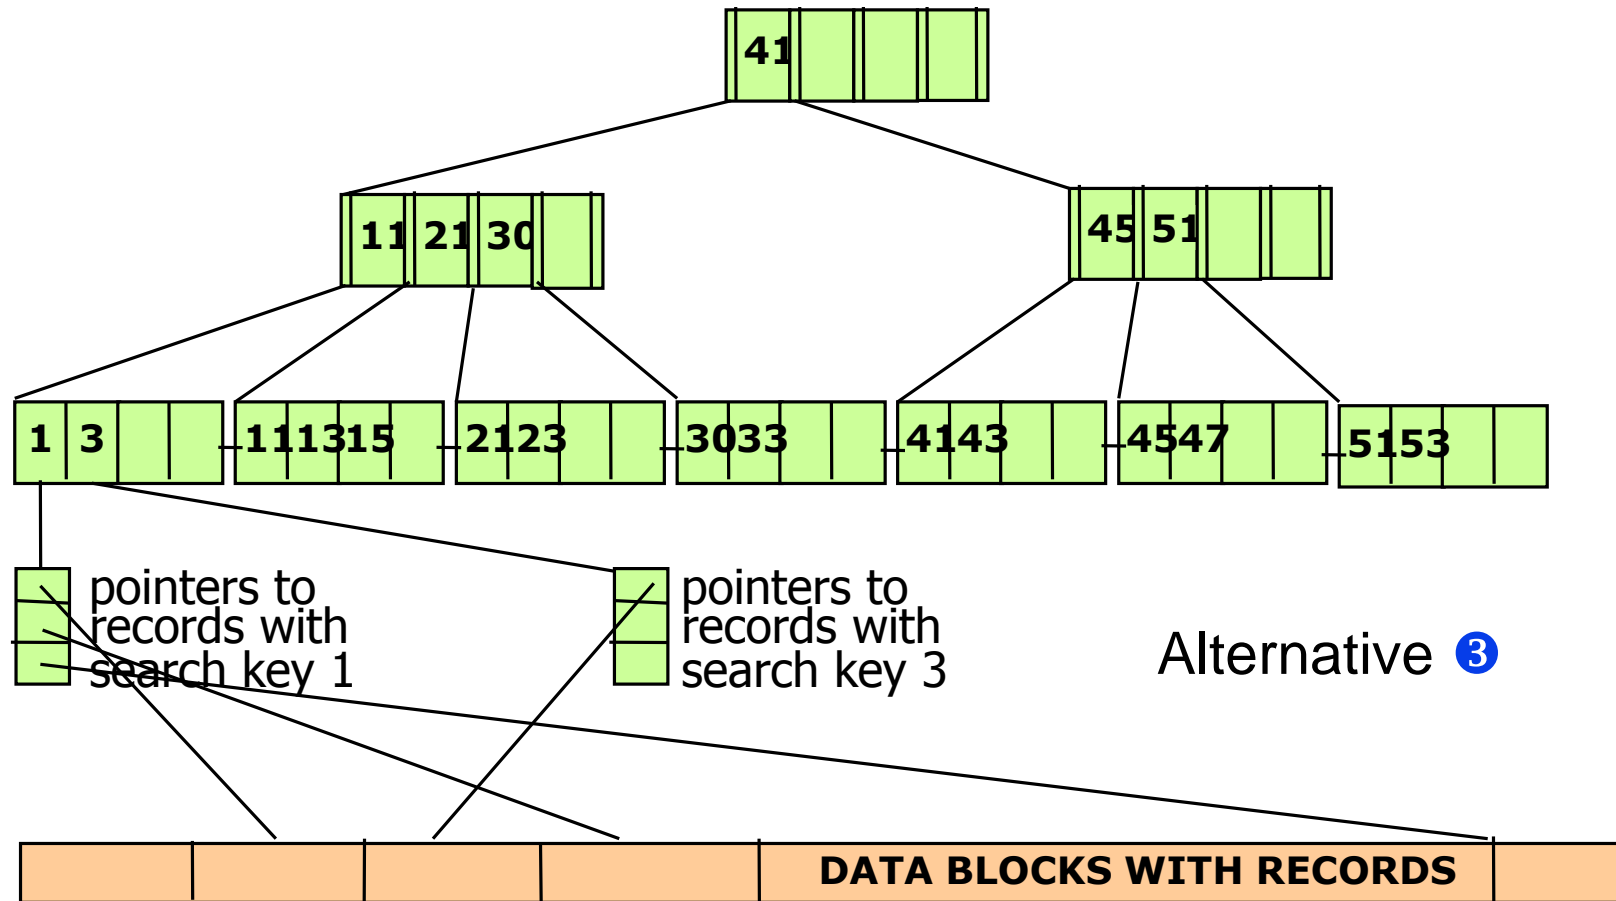 41
11 21 30
45 51
1 3
11 13 15
21 23
30 33
41 43
45 47
51 53
pointers to
records with
search key 1
pointers to
records with
search key 3
Alternative ❸
DATA BLOCKS WITH RECORDS